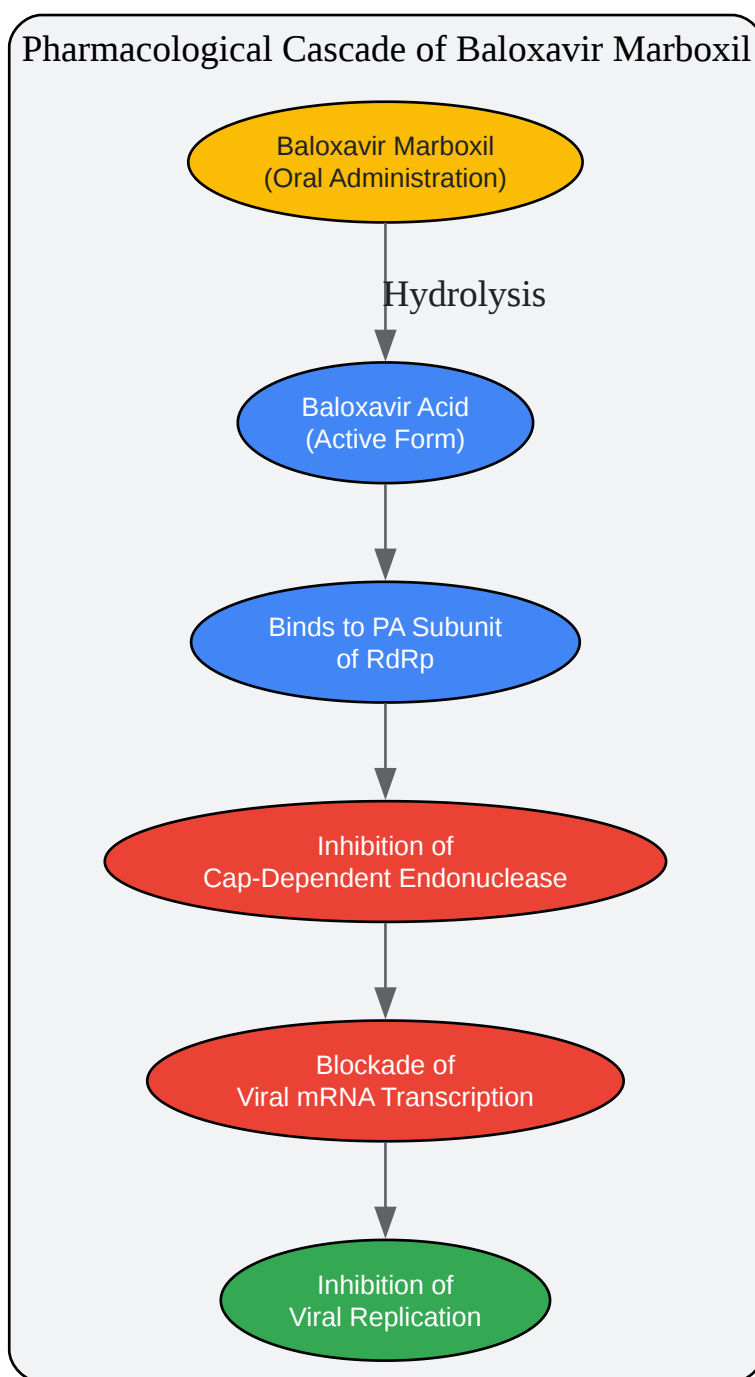 Pharmacological Cascade of Baloxavir Marboxil
Baloxavir Marboxil
(Oral Administration)
Hydrolysis
Baloxavir Acid
(Active Form)
Binds to PA Subunit
of RdRp
Inhibition of
Cap-Dependent Endonuclease
Blockade of
Viral mRNA Transcription
Inhibition of
Viral Replication